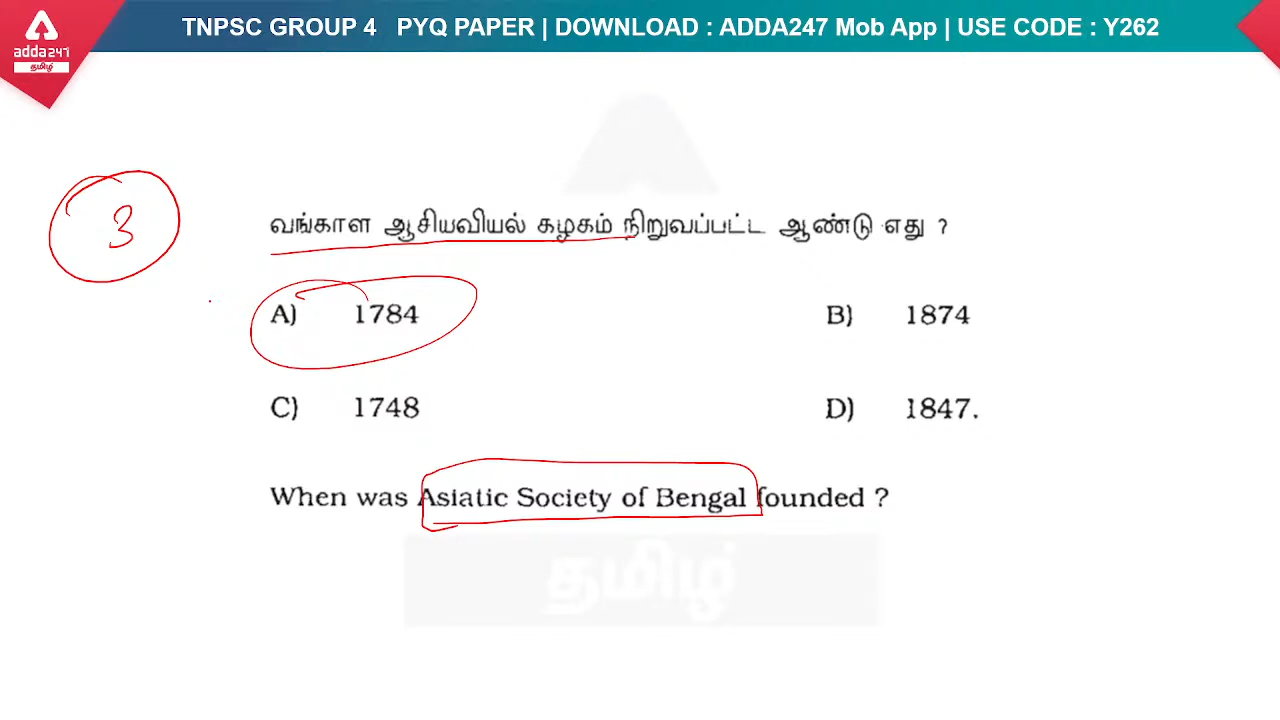 TNPSC GROUP 4 PYQ PAPER | DOWNLOAD : ADDA247 Mob App | USE CODE : Y262
adda247
தமிழ்
3
வங்காள ஆசியவியல் கழகம் நிறுவப்பட்ட ஆண்டு எது ?
A) 1784 B) 1874
C) 1748 D) 1847.
When was Asiatic Society of Bengal founded ?
தமிழ்